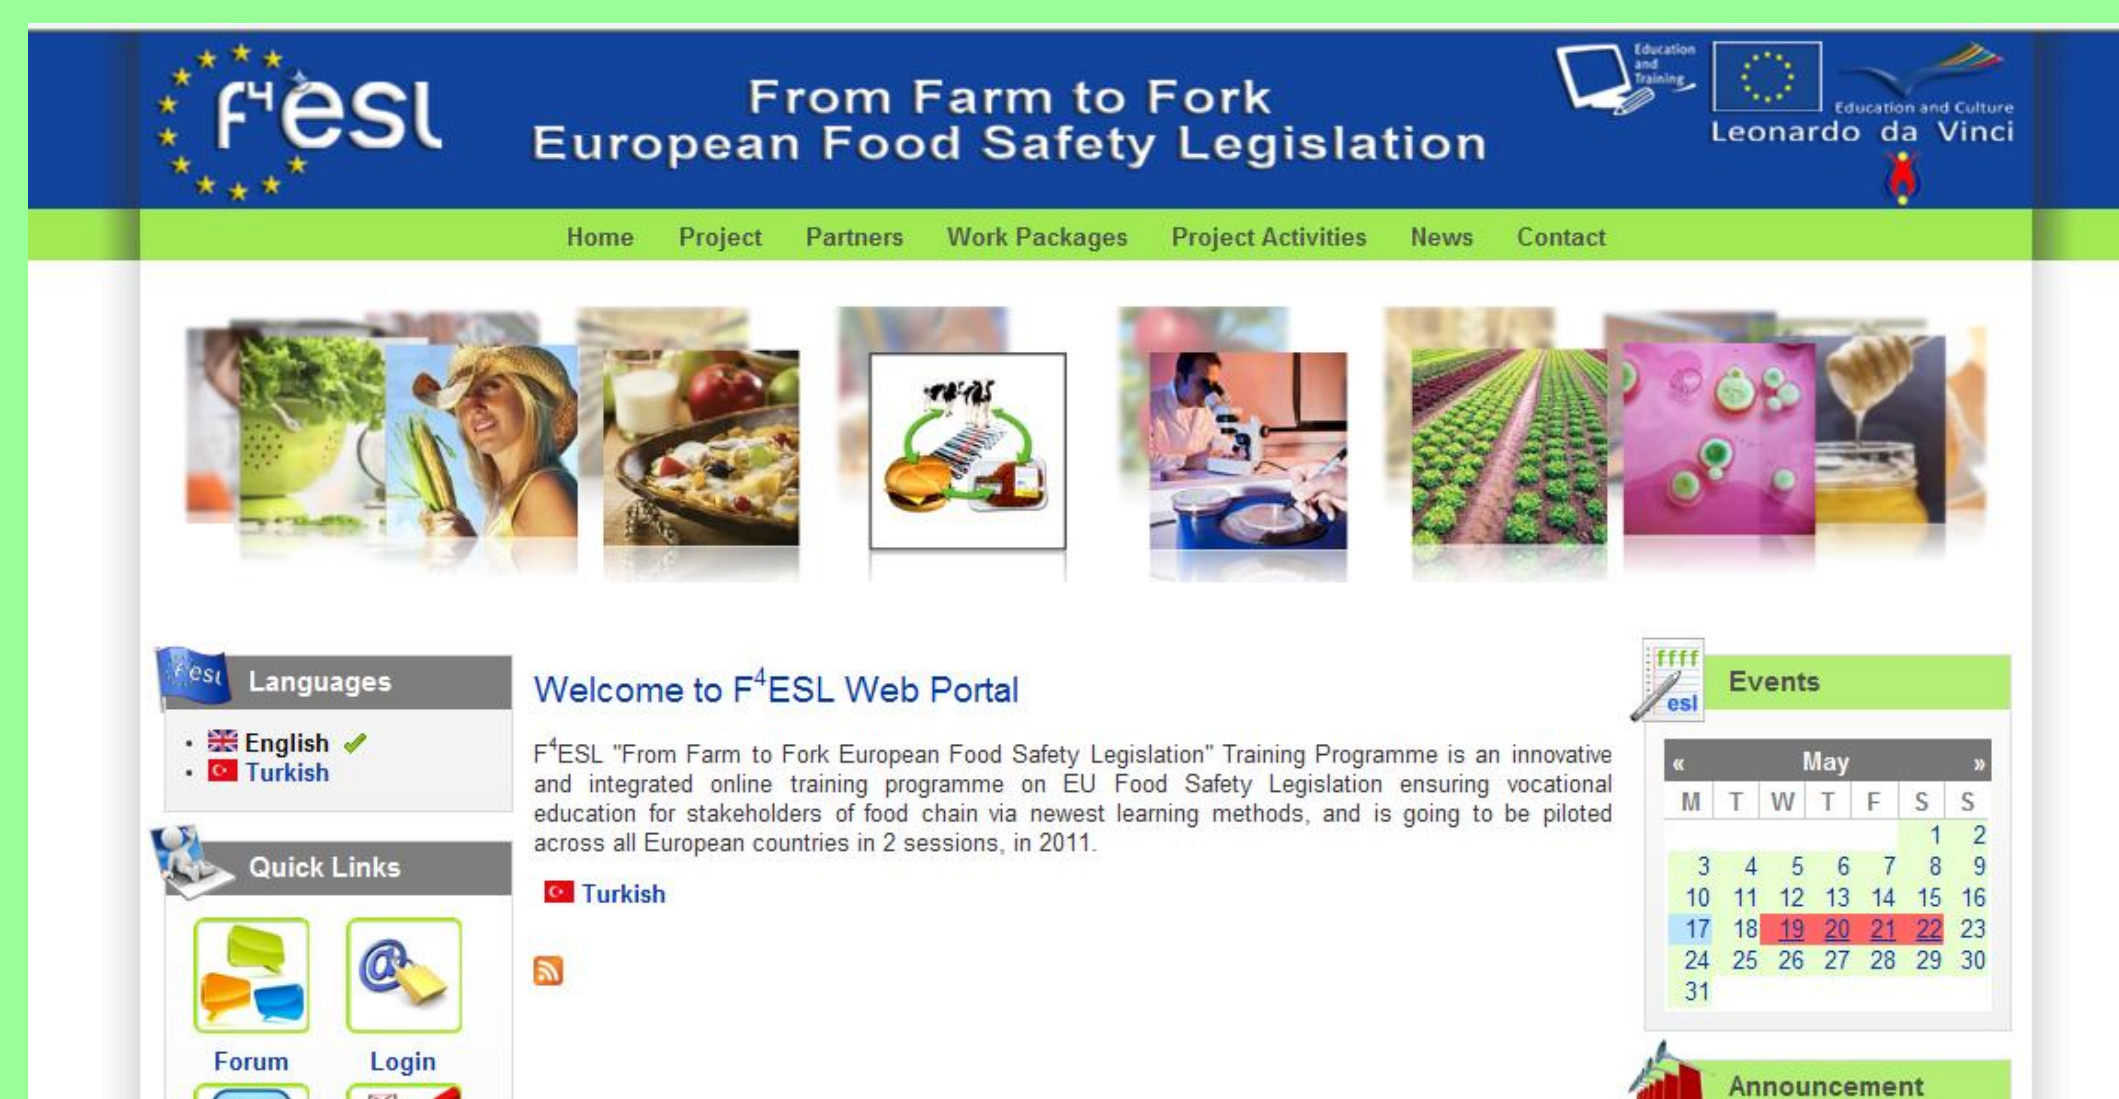 F⁴ESL
From Farm to Fork
European Food Safety Legislation
Education
and
Training
Education and Culture
Leonardo da Vinci
Home Project Partners Work Packages Project Activities News Contact
F⁴ESL
Languages
English
Turkish
Quick Links
Forum Login
Welcome to F⁴ESL Web Portal
F⁴ESL "From Farm to Fork European Food Safety Legislation" Training Programme is an innovative
and integrated online training programme on EU Food Safety Legislation ensuring vocational
education for stakeholders of food chain via newest learning methods, and is going to be piloted
across all European countries in 2 sessions, in 2011.
Turkish
ffff
esl
Events
« May »
M T W T F S S
1 2
3 4 5 6 7 8 9
10 11 12 13 14 15 16
17 18 19 20 21 22 23
24 25 26 27 28 29 30
31
Announcement